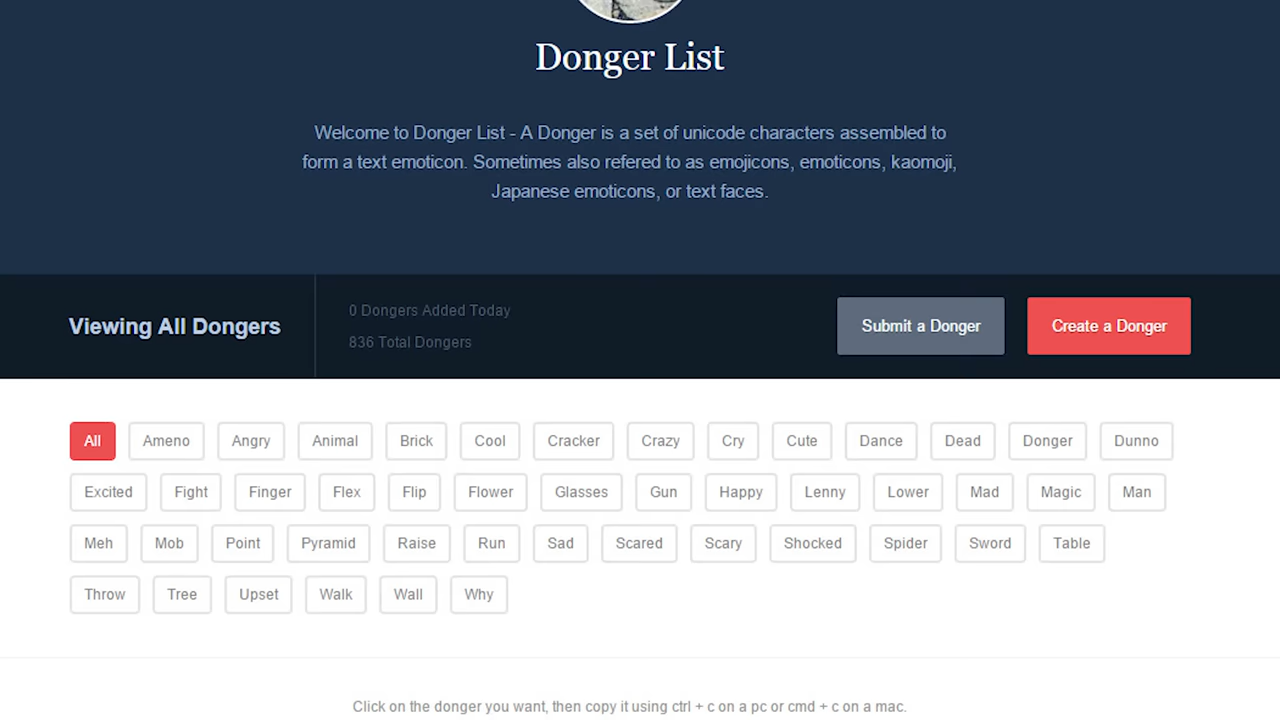 Donger List
Welcome to Donger List - A Donger is a set of unicode characters assembled to
form a text emoticon. Sometimes also refered to as emojicons, emoticons, kaomoji,
Japanese emoticons, or text faces.
Viewing All Dongers
0 Dongers Added Today
836 Total Dongers
Submit a Donger
Create a Donger
All Ameno Angry Animal Brick Cool Cracker Crazy Cry Cute Dance Dead Donger Dunno
Excited Fight Finger Flex Flip Flower Glasses Gun Happy Lenny Lower Mad Magic Man
Meh Mob Point Pyramid Raise Run Sad Scared Scary Shocked Spider Sword Table
Throw Tree Upset Walk Wall Why
Click on the donger you want, then copy it using ctrl + c on a pc or cmd + c on a mac.